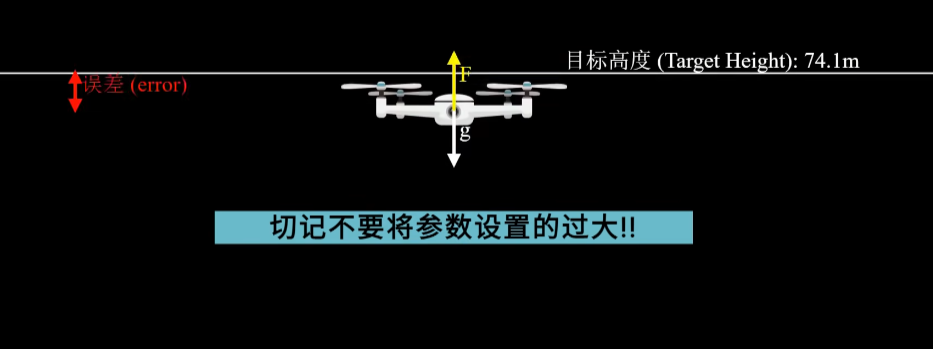 目标高度 (Target Height): 74.1m
误差 (error)
F
g
切记不要将参数设置的过大!!